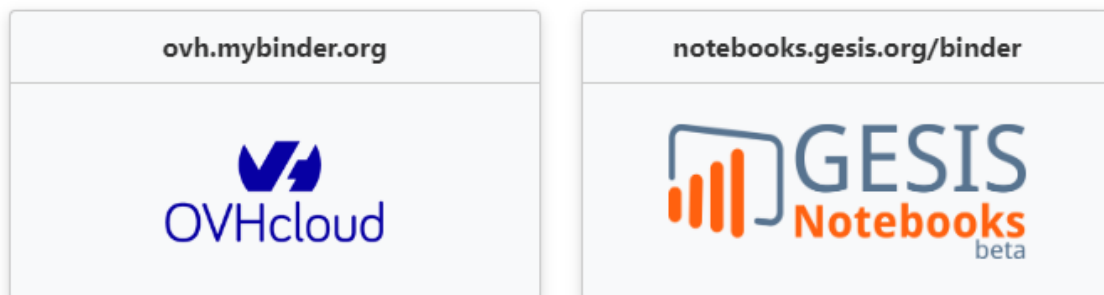 ovh.mybinder.org
OVHcloud
notebooks.gesis.org/binder
GESIS
Notebooks
beta